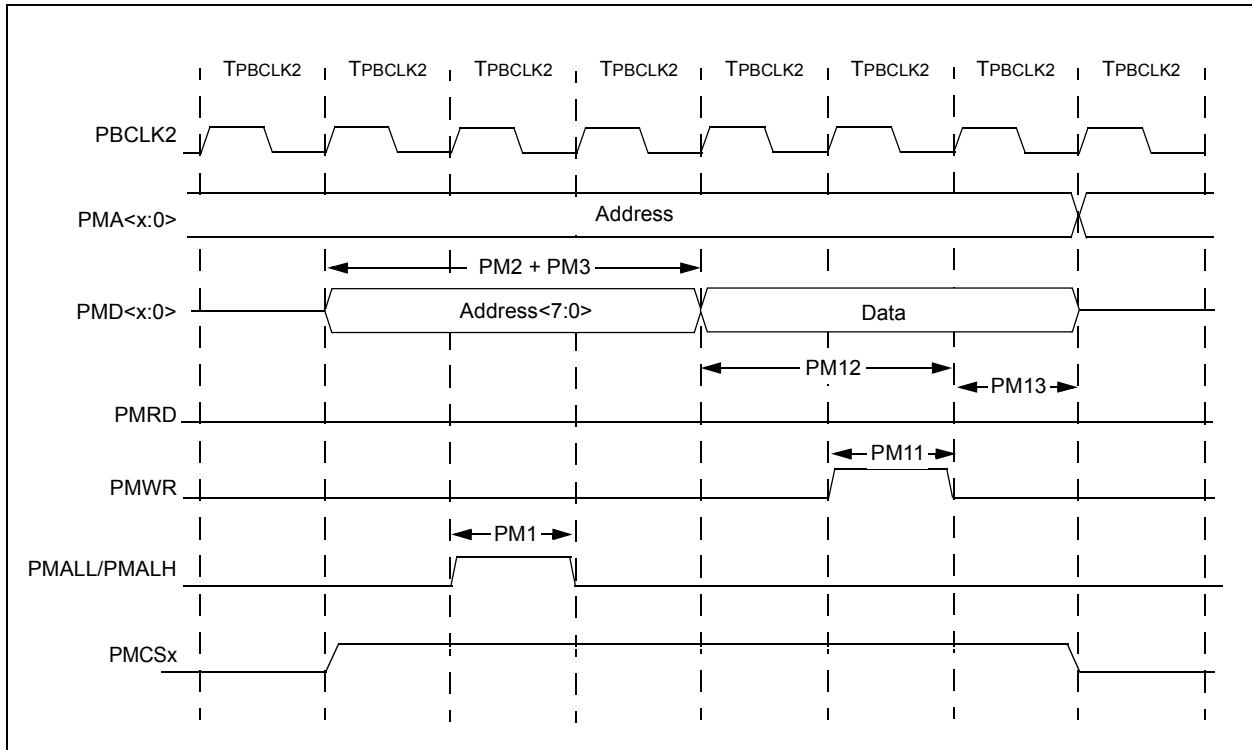 TPBCLK2 TPBCLK2 TPBCLK2 TPBCLK2 TPBCLK2 TPBCLK2 TPBCLK2 TPBCLK2
PBCLK2
PMA<x:0>
Address
PM2 + PM3
PMD<x:0>
Address<7:0>
Data
PM12
PM13
PMRD
PM11
PMWR
PM1
PMALL/PMALH
PMCSx